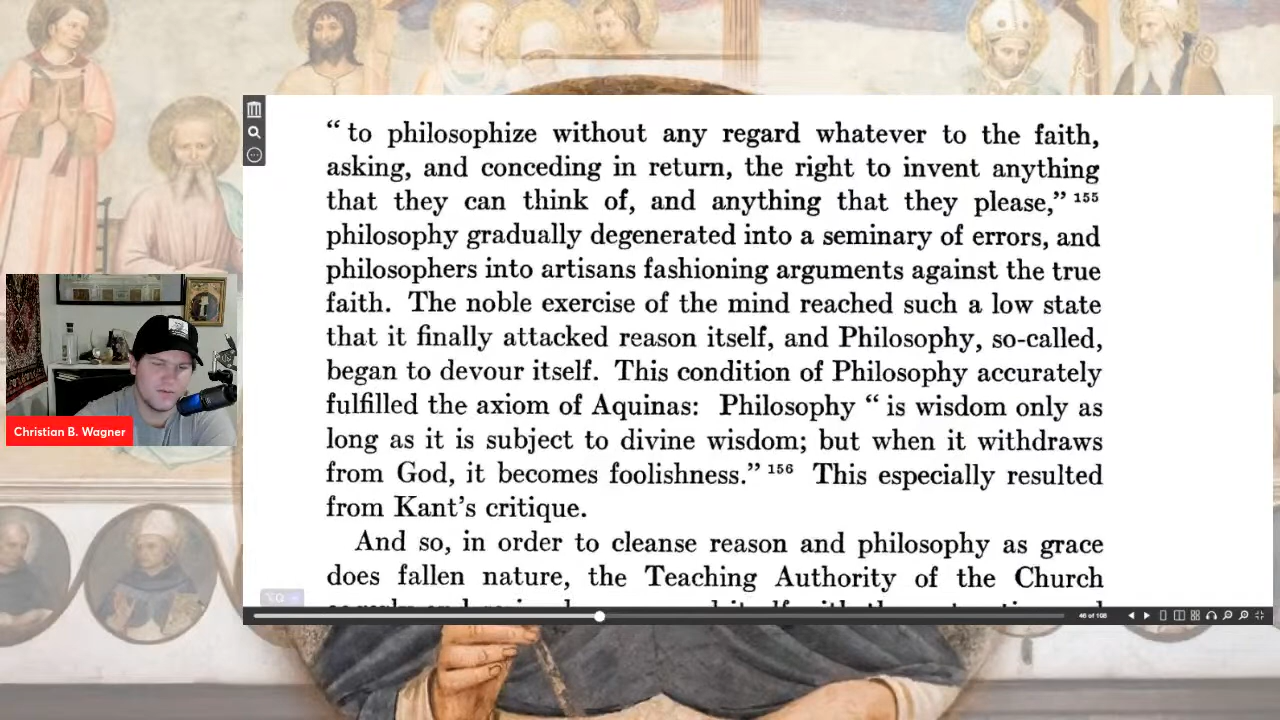 “ to philosophize without any regard whatever to the faith,
asking, and conceding in return, the right to invent anything
that they can think of, and anything that they please,” 155
philosophy gradually degenerated into a seminary of errors, and
philosophers into artisans fashioning arguments against the true
faith. The noble exercise of the mind reached such a low state
that it finally attacked reason itself, and Philosophy, so-called,
began to devour itself. This condition of Philosophy accurately
fulfilled the axiom of Aquinas: Philosophy “ is wisdom only as
long as it is subject to divine wisdom; but when it withdraws
from God, it becomes foolishness.” 156 This especially resulted
from Kant’s critique.
And so, in order to cleanse reason and philosophy as grace
does fallen nature, the Teaching Authority of the Church
Christian B. Wagner
46 of 108